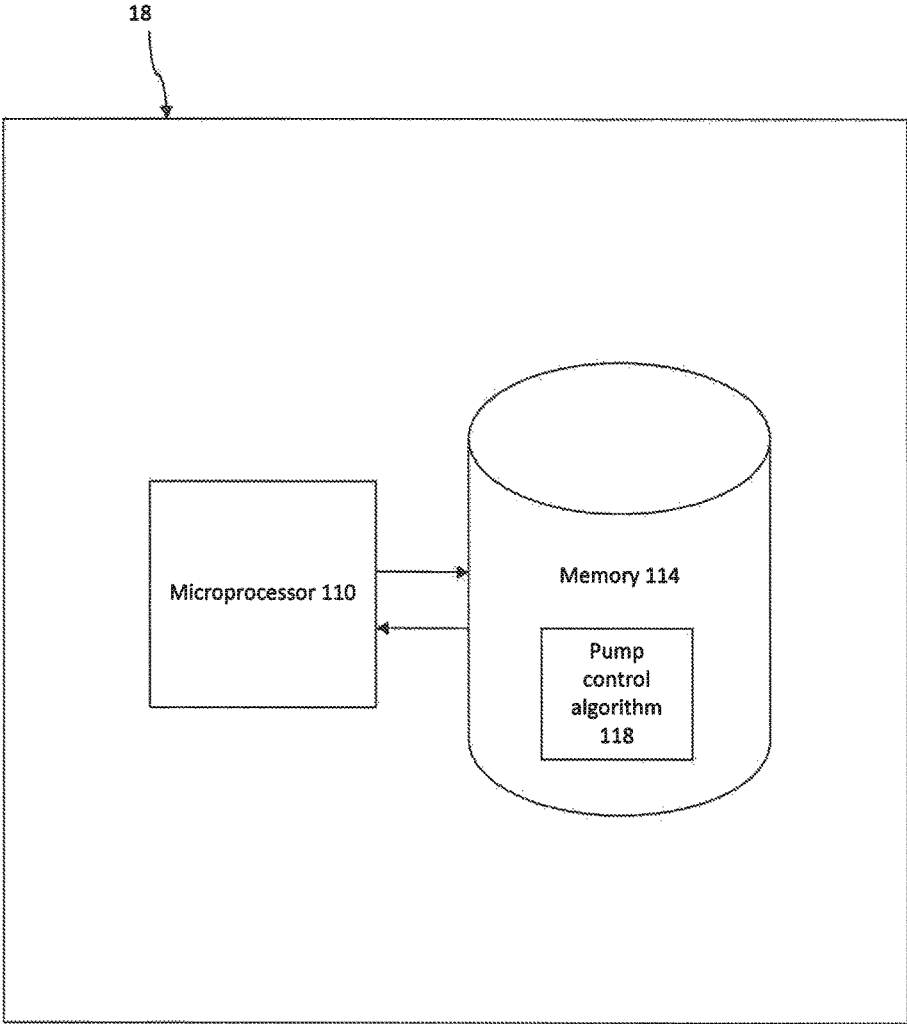 18
Microprocessor 110
Memory 114
Pump
control
algorithm
118